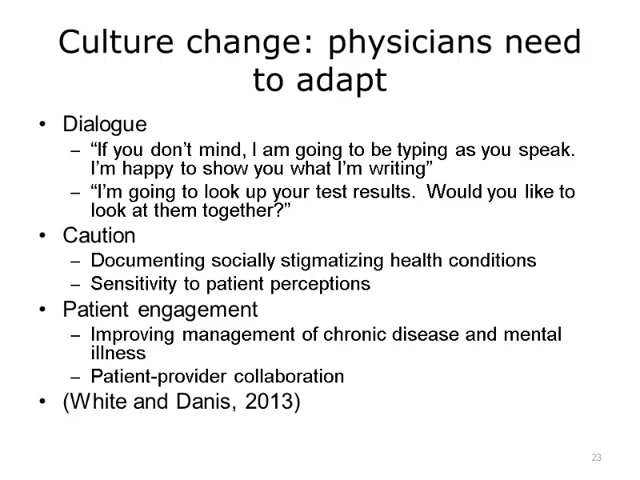 Culture change: physicians need
to adapt
• Dialogue
– “If you don’t mind, I am going to be typing as you speak.
I’m happy to show you what I’m writing”
– “I’m going to look up your test results.  Would you like to
look at them together?”
• Caution
– Documenting socially stigmatizing health conditions
– Sensitivity to patient perceptions
• Patient engagement
– Improving management of chronic disease and mental
illness
– Patient-provider collaboration
• (White and Danis, 2013)
23